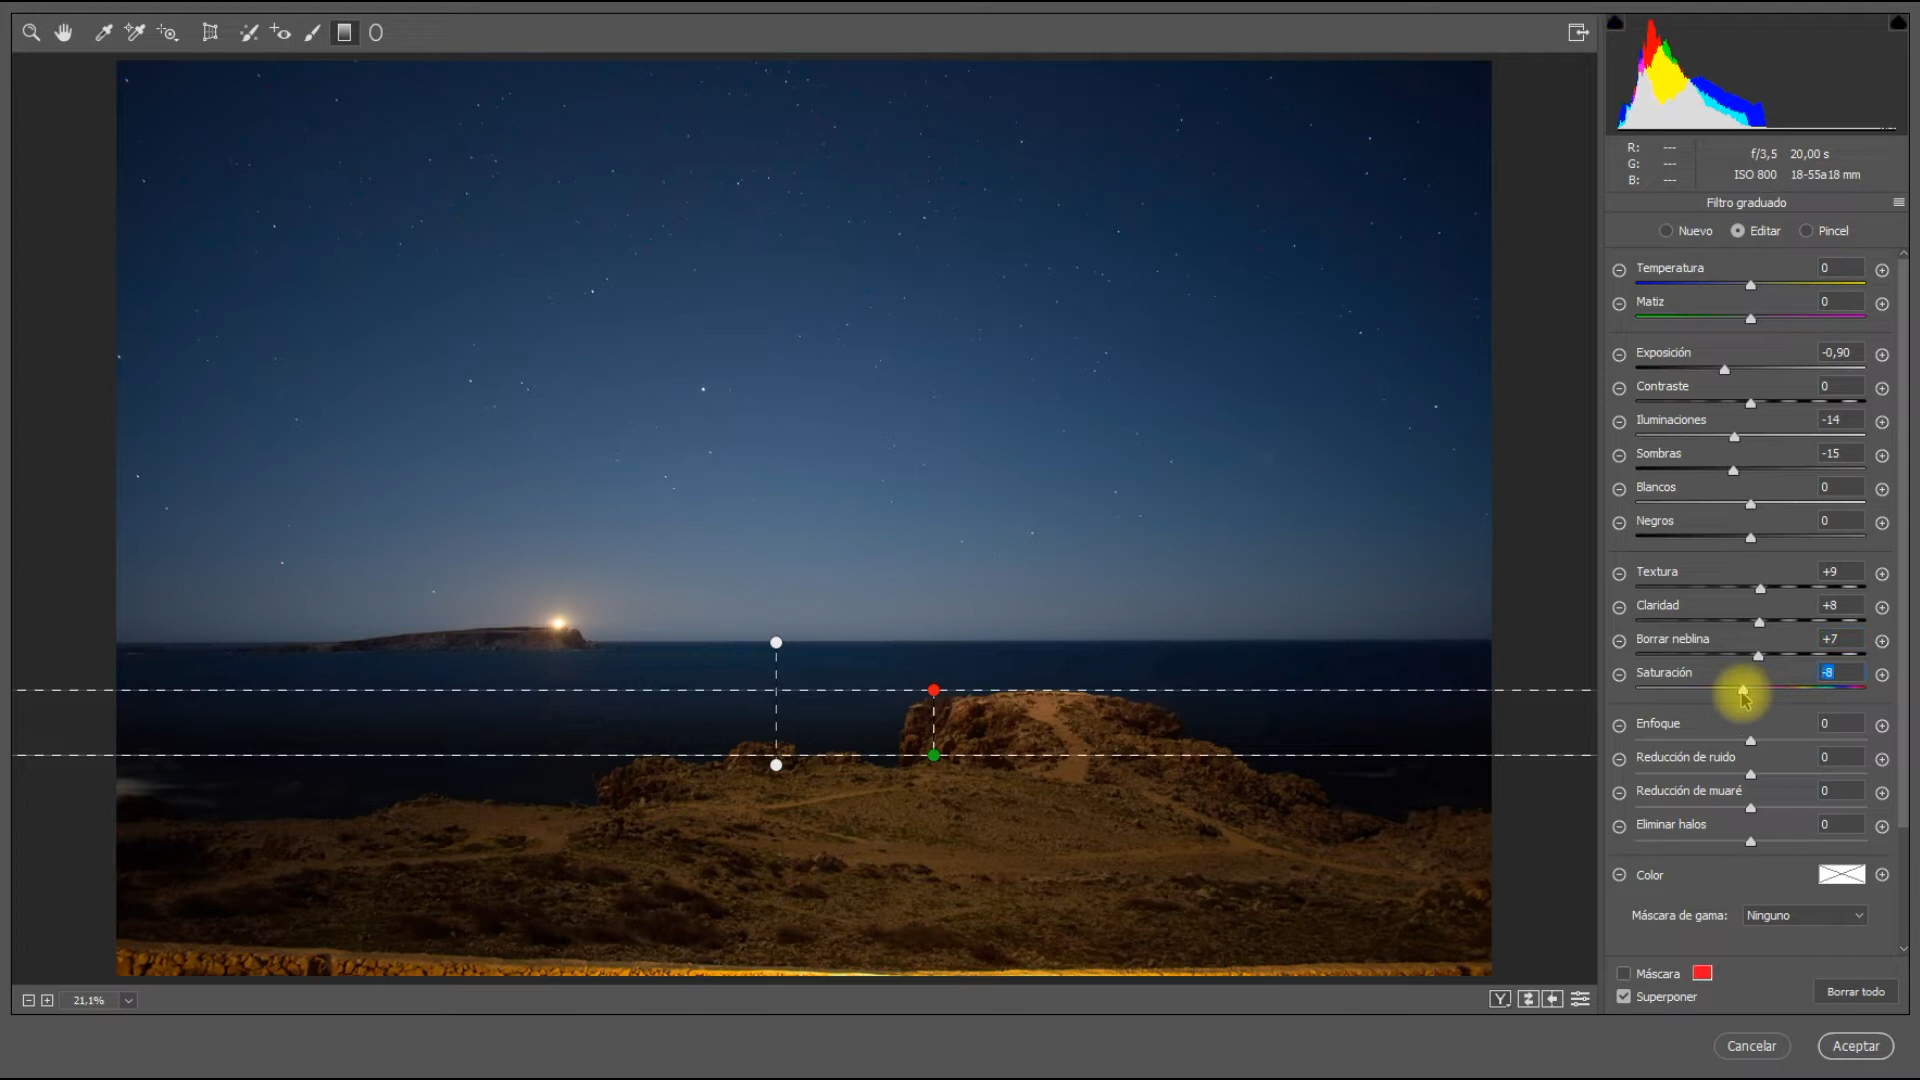 R: ---
G: ---
B: ---
f/3,5 20,00 s
ISO 800 18-55a18 mm
Filtro graduado
Nuevo Editar Pincel
Temperatura 0
Matiz 0
Exposición -0,90
Contraste 0
Iluminaciones -14
Sombras -15
Blancos 0
Negros 0
Textura +9
Claridad +8
Borrar neblina +7
Saturación -8
Enfoque 0
Reducción de ruido 0
Reducción de muaré 0
Eliminar halos 0
Color
Máscara de gama: Ninguno
Máscara
Superponer
Borrar todo
21,1%
Y
Cancelar Aceptar